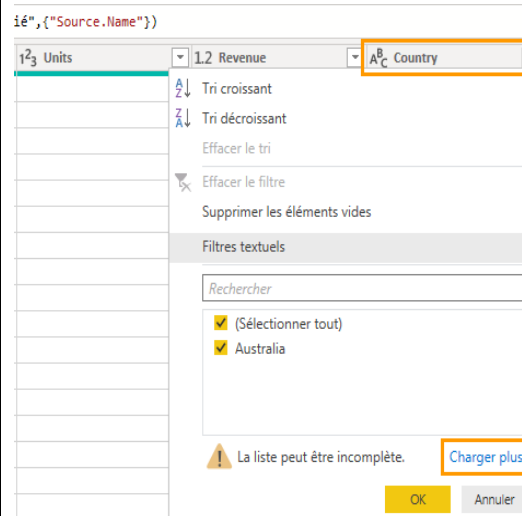 ié",{"Source.Name"})
1²3 Units
1.2 Revenue
ABC Country
Tri croissant
Tri décroissant
Effacer le tri
Effacer le filtre
Supprimer les éléments vides
Filtres textuels
Rechercher
(Sélectionner tout)
Australia
La liste peut être incomplète.
Charger plus
OK
Annuler